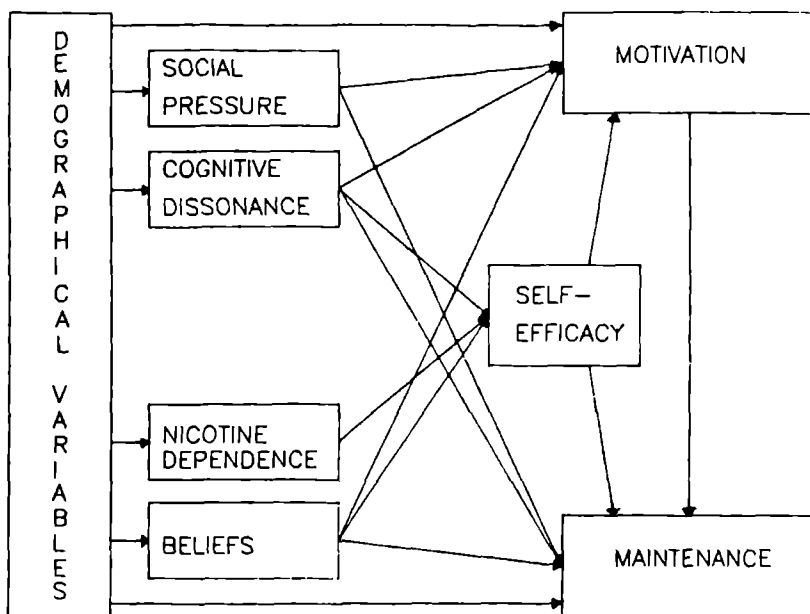 DEMOGRAPHICAL VARIABLES
SOCIAL
PRESSURE
COGNITIVE
DISSONANCE
NICOTINE
DEPENDENCE
BELIEFS
SELF-
EFFICACY
MOTIVATION
MAINTENANCE